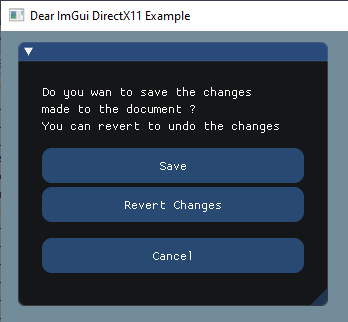 Dear ImGui DirectX11 Example
Do you wan to save the changes
made to the document ?
You can revert to undo the changes
Save
Revert Changes
Cancel